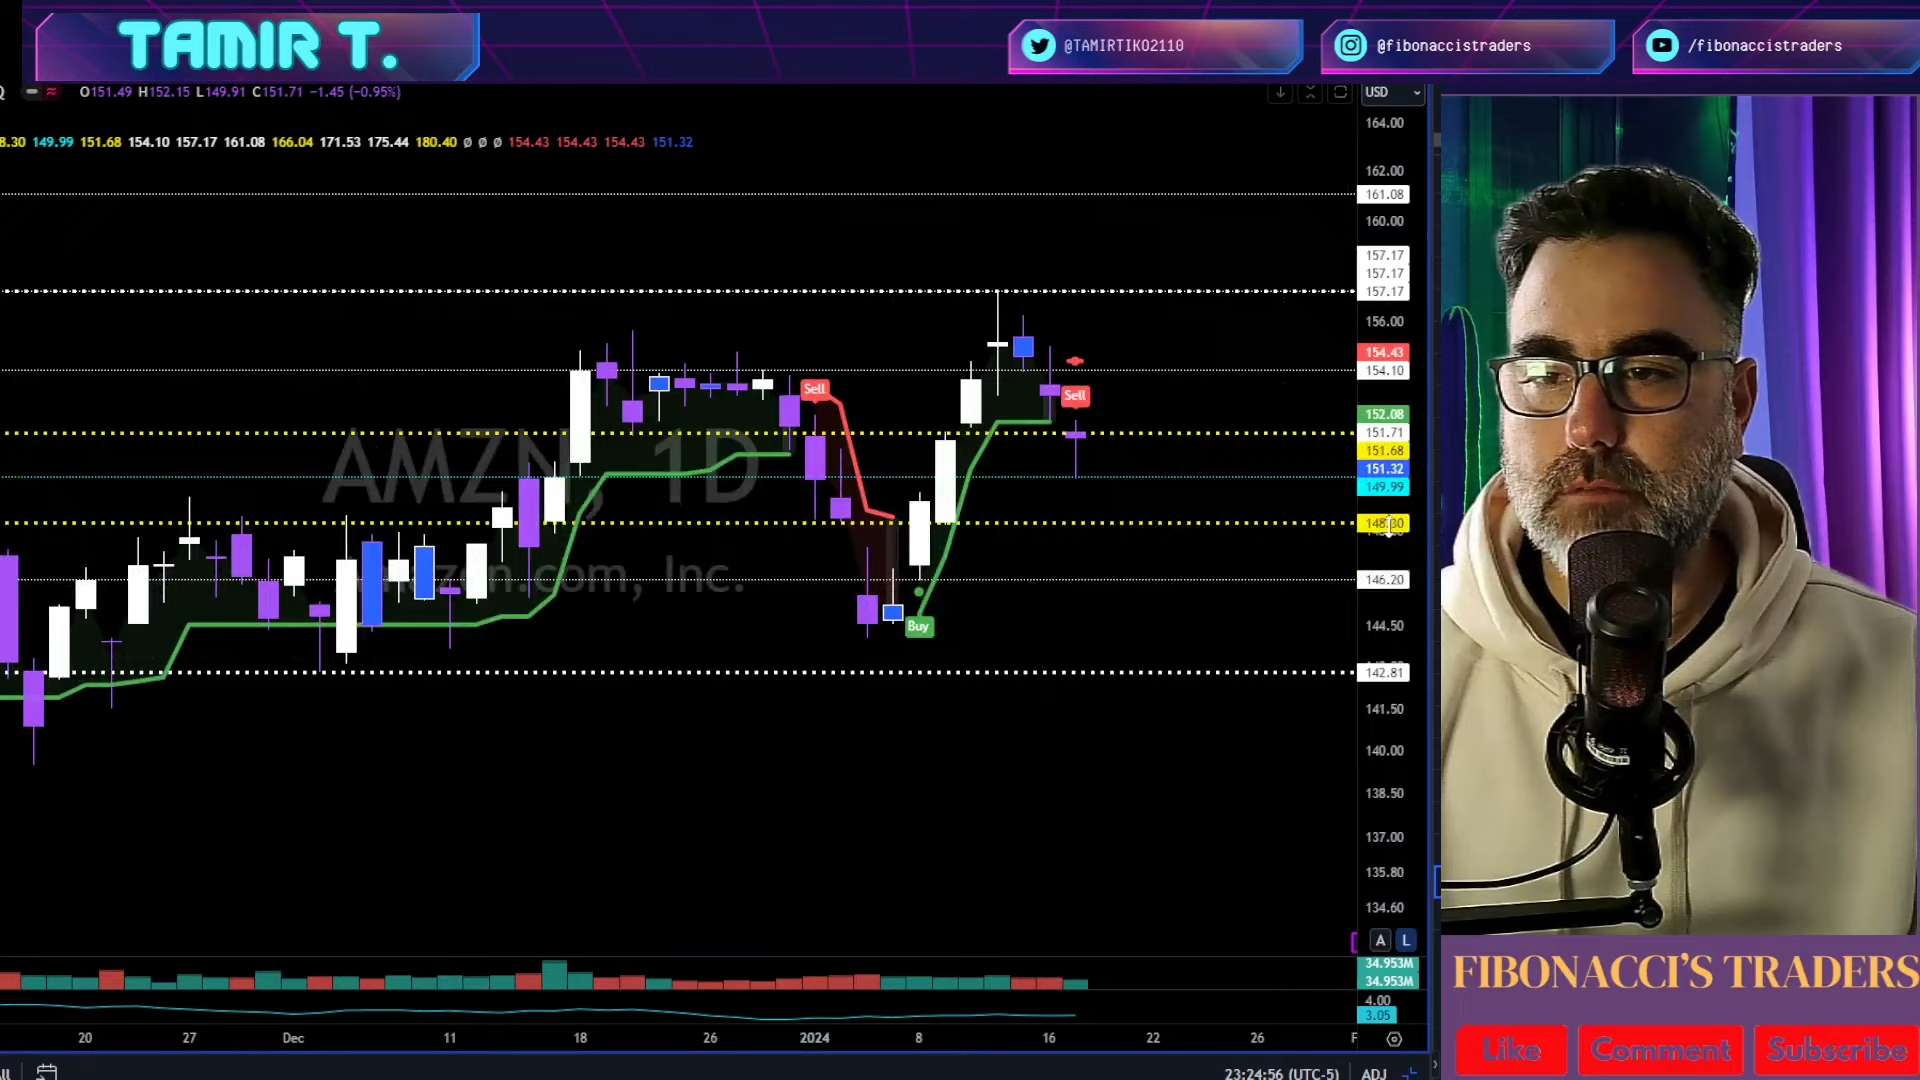 TAMIR T.
@TAMIRTIKO2110
@fibonaccistraders
/fibonaccistraders
O151.49 H152.15 L149.91 C151.71 −1.45 (−0.95%)
USD
8.30 149.99 151.68 154.10 157.17 161.08 166.04 171.53 175.44 180.40 ø ø ø 154.43 154.43 154.43 151.32
164.00
162.00
161.08
160.00
157.17
157.17
157.17
156.00
154.43
154.10
152.08
151.71
151.68
151.32
149.99
148.30
146.20
144.50
142.81
141.50
140.00
138.50
137.00
135.80
134.60
Sell
Sell
Buy
AMZN, 1D
Amazon.com, Inc.
A L
34.953M
34.953M
4.00
3.05
20 27 Dec 11 18 26 2024 8 16 22 26 F
23:24:56 (UTC-5) ADJ
FIBONACCI'S TRADERS
Like Comment Subscribe